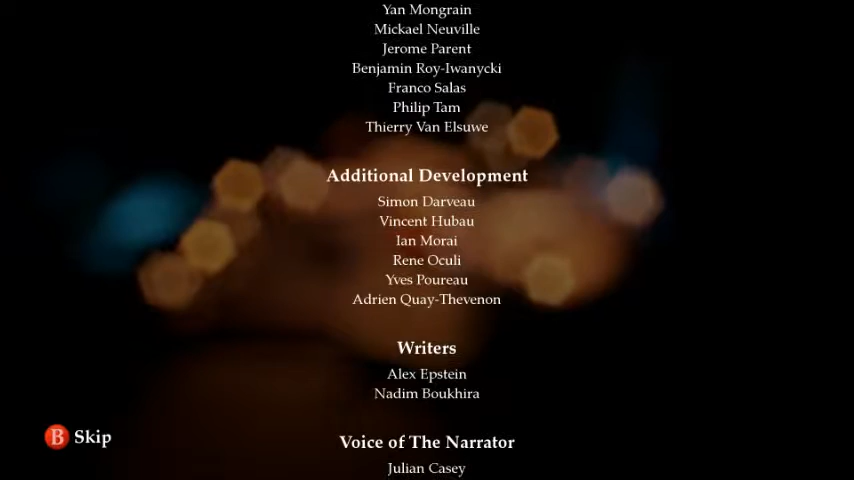 Yan Mongrain
Mickael Neuville
Jerome Parent
Benjamin Roy-Iwanycki
Franco Salas
Philip Tam
Thierry Van Elsuwe
Additional Development
Simon Darveau
Vincent Hubau
Ian Morai
Rene Oculi
Yves Poureau
Adrien Quay-Thevenon
Writers
Alex Epstein
Nadim Boukhira
B Skip
Voice of The Narrator
Julian Casey